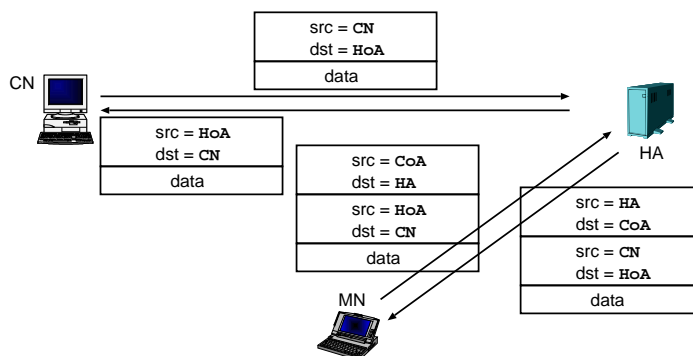 src = CN
dst = HoA
data
CN
src = HoA
dst = CN
data
src = CoA
dst = HA
src = HoA
dst = CN
data
HA
src = HA
dst = CoA
src = CN
dst = HoA
data
MN